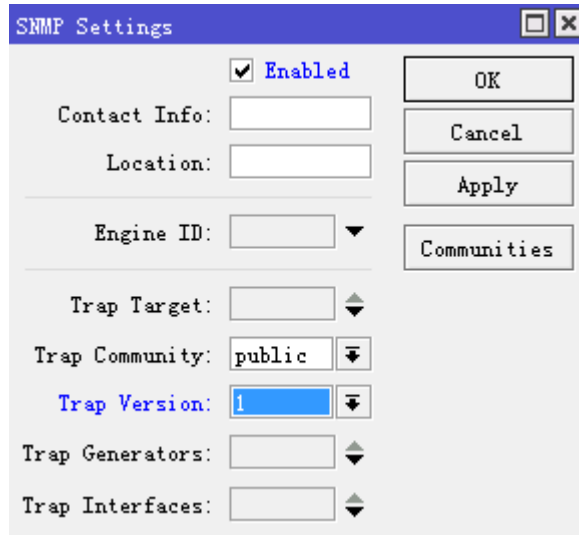 SNMP Settings
Enabled
OK
Contact Info:
Cancel
Location:
Apply
Engine ID:
Communities
Trap Target:
Trap Community: public
Trap Version: 1
Trap Generators:
Trap Interfaces: